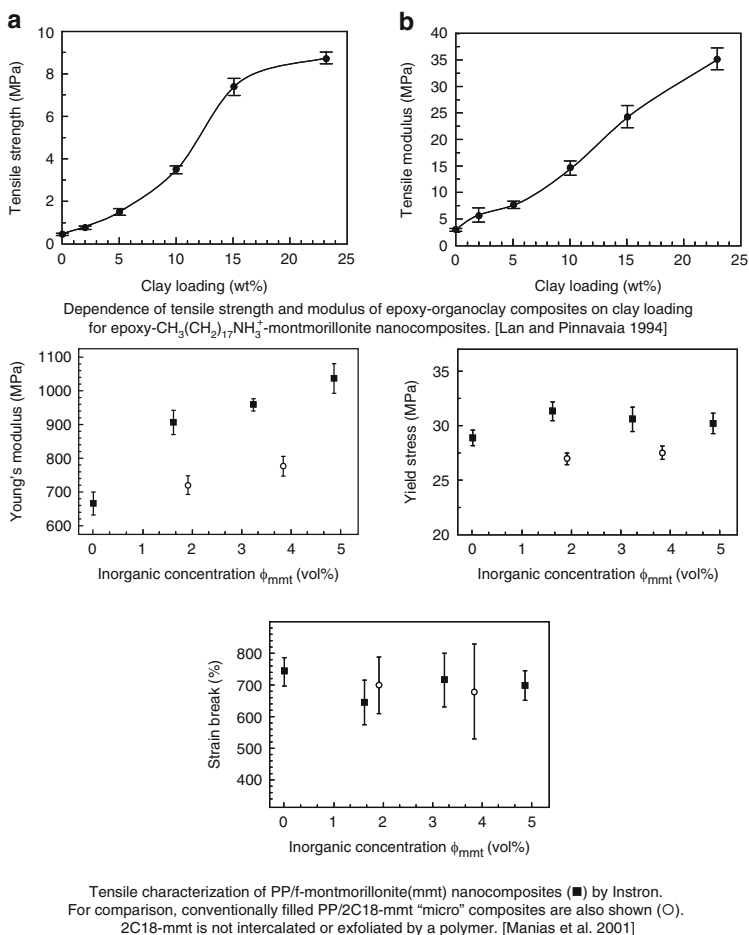 a
b
10
8
6
4
2
0
Tensile strength (MPa)
0 5 10 15 20 25
Clay loading (wt%)
40
35
30
25
20
15
10
5
0
Tensile modulus (MPa)
0 5 10 15 20 25
Clay loading (wt%)
Dependence of tensile strength and modulus of epoxy-organoclay composites on clay loading
for epoxy-CH₃(CH₂)₁₇NH₃⁺-montmorillonite nanocomposites. [Lan and Pinnavaia 1994]
1100
1000
900
800
700
600
Young's modulus (MPa)
0 1 2 3 4 5
Inorganic concentration ϕmmt (vol%)
35
30
25
20
Yield stress (MPa)
0 1 2 3 4 5
Inorganic concentration ϕmmt (vol%)
800
700
600
500
400
Strain break (%)
0 1 2 3 4 5
Inorganic concentration ϕmmt (vol%)
Tensile characterization of PP/f-montmorillonite(mmt) nanocomposites (■) by Instron.
For comparison, conventionally filled PP/2C18-mmt “micro” composites are also shown (○).
2C18-mmt is not intercalated or exfoliated by a polymer. [Manias et al. 2001]